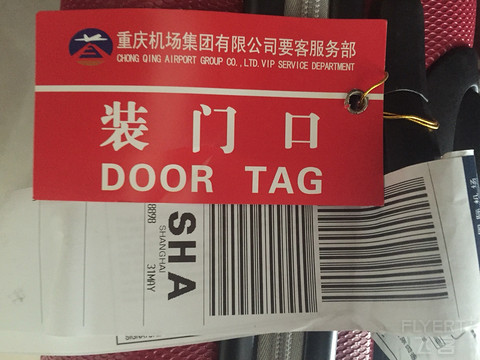 重庆机场集团有限公司要客服务部
CHONG QING AIRPORT GROUP CO., LTD. VIP SERVICE DEPARTMENT
装门口
DOOR TAG
SHA
SHANGHAI
31MAY
FLYERT